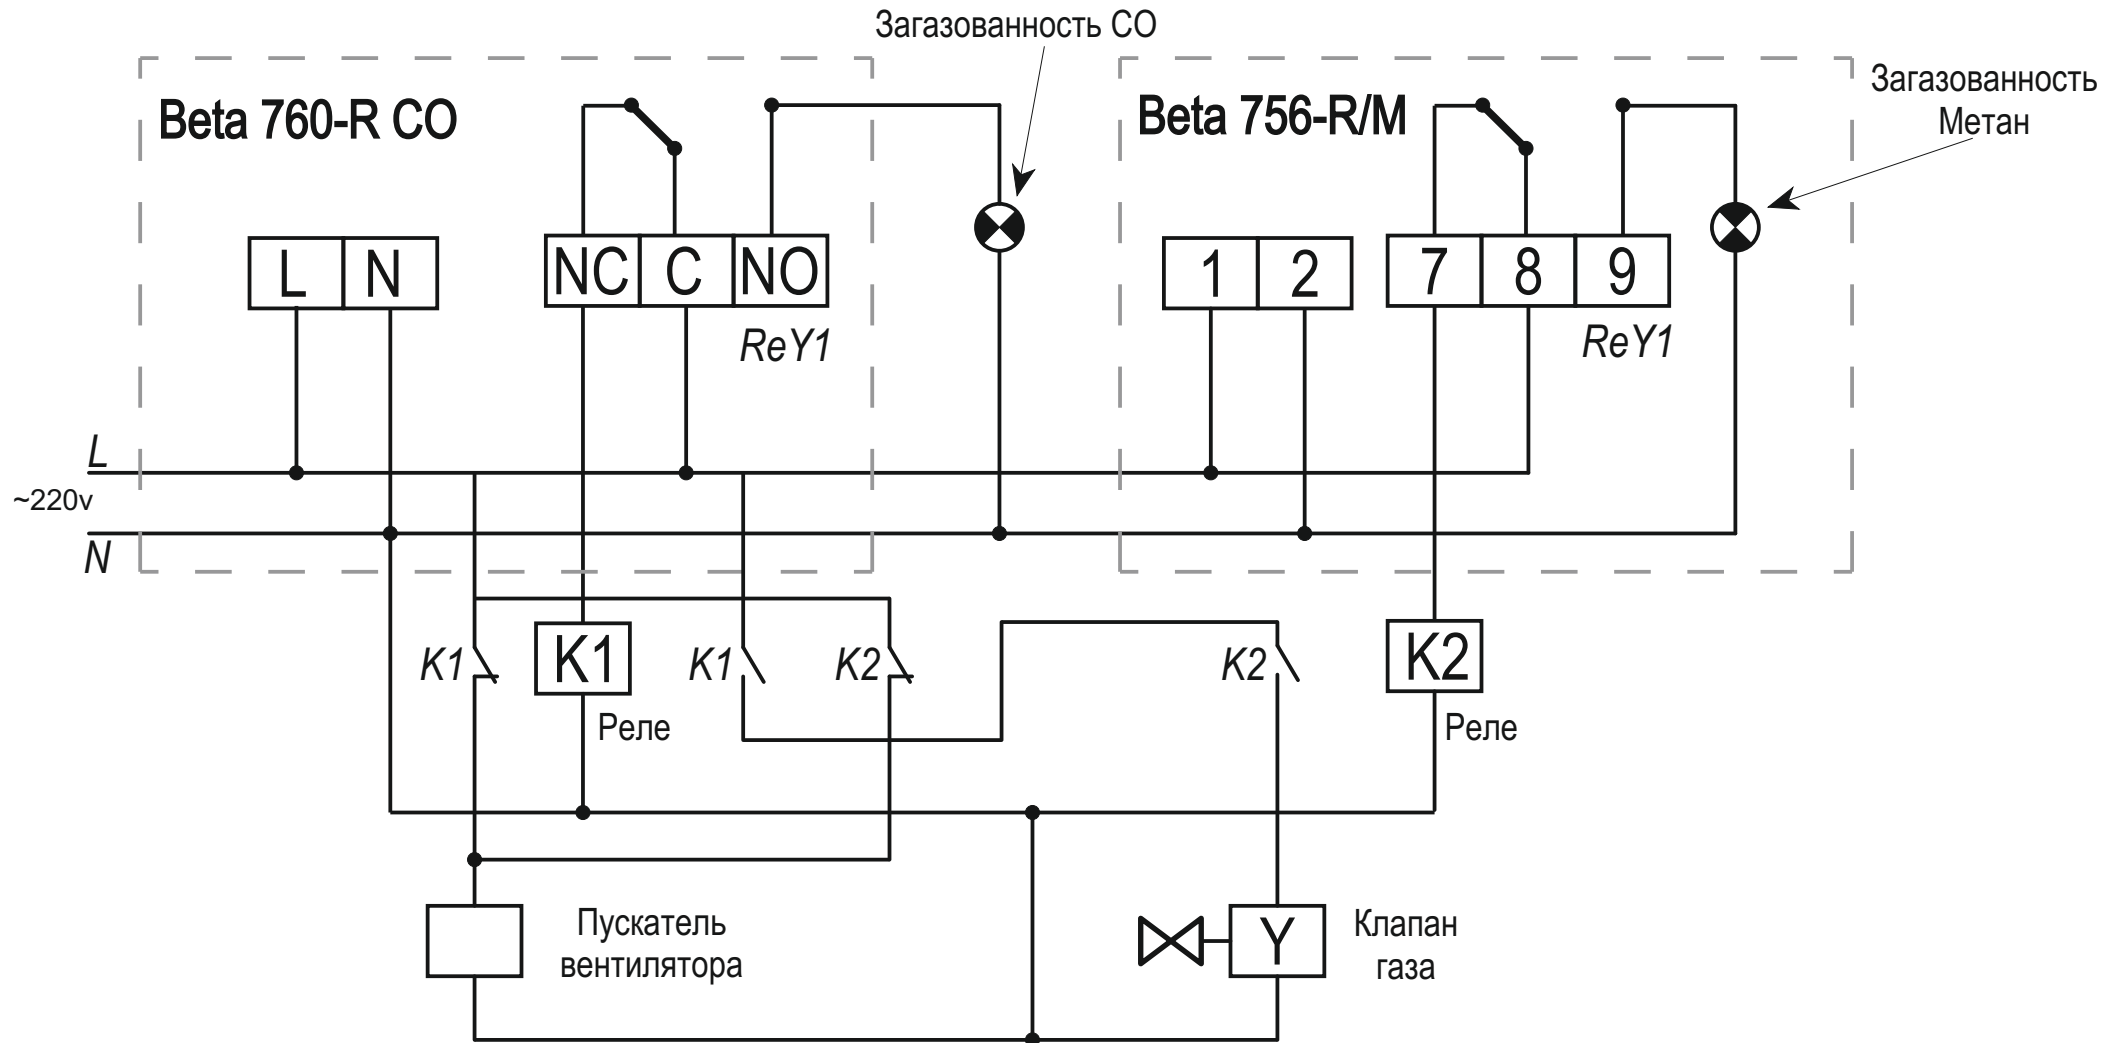 Загазованность СО
Загазованность
Метан
Beta 760-R CO
Beta 756-R/M
L
N
NC
C
NO
1
2
7
8
9
ReY1
ReY1
L
~220v
N
K1
K1
K1
K2
K2
K2
Реле
Реле
Пускатель
вентилятора
Y
Клапан
газа